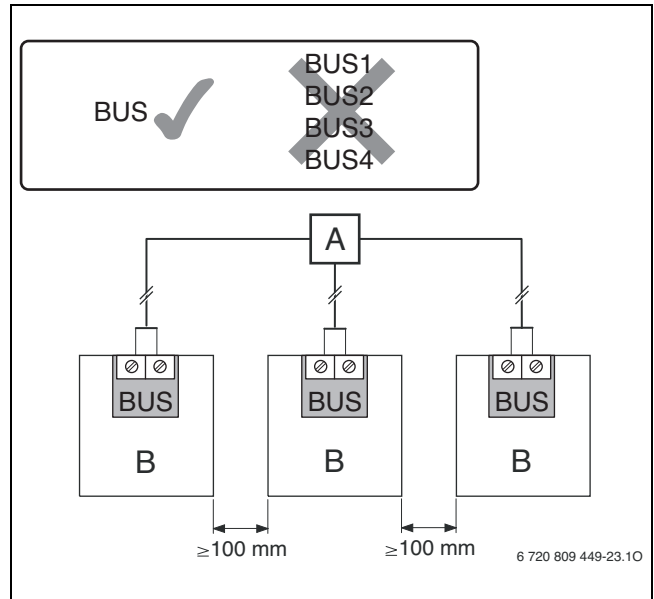 BUS
BUS1
BUS2
BUS3
BUS4
A
BUS BUS BUS
B B B
≥100 mm ≥100 mm
6 720 809 449-23.1O